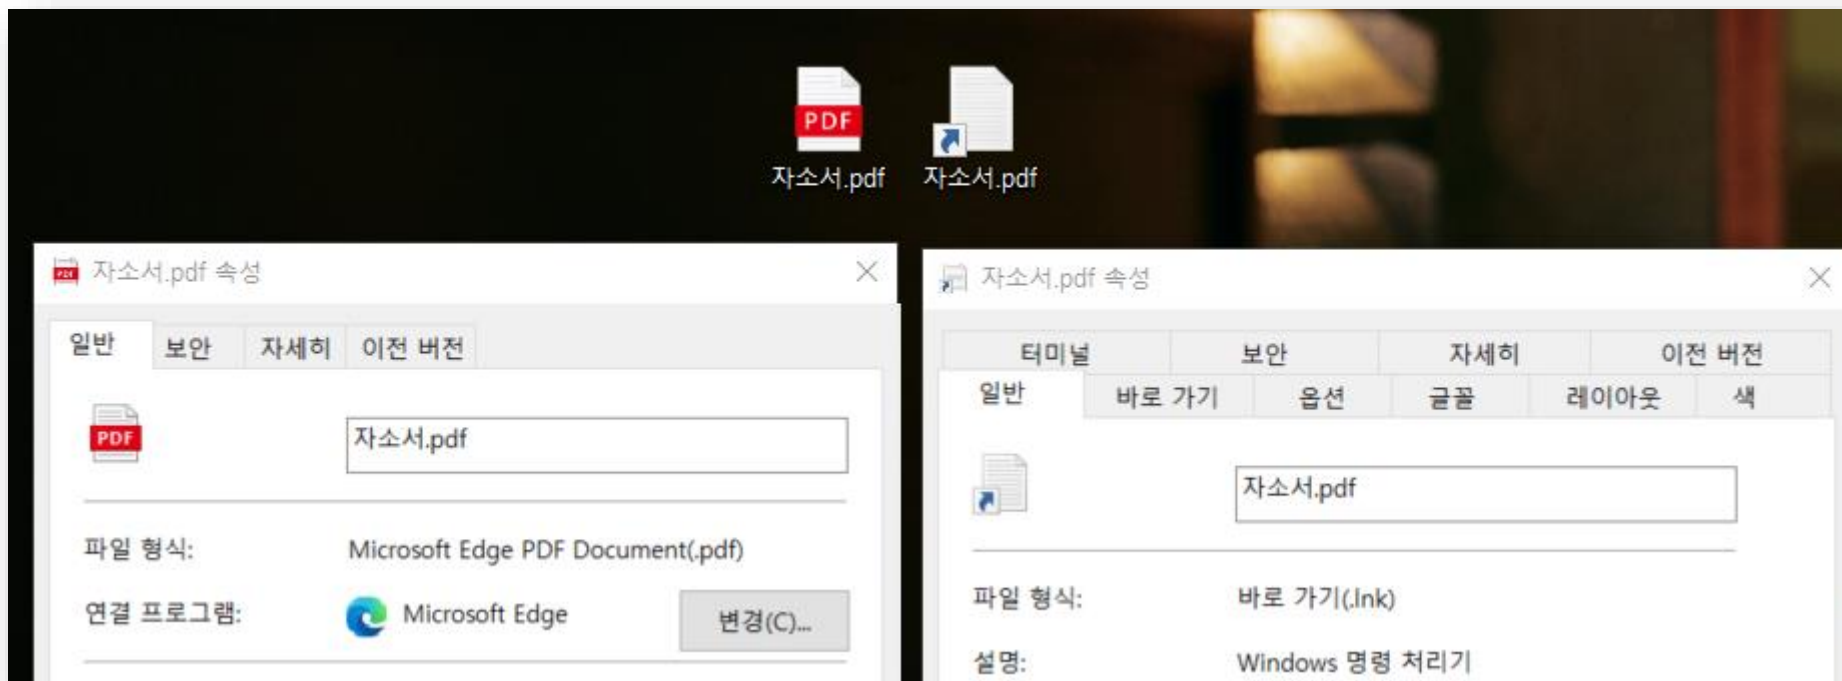 PDF
자소서.pdf 자소서.pdf
자소서.pdf 속성
일반 보안 자세히 이전 버전
PDF
자소서.pdf
파일 형식: Microsoft Edge PDF Document(.pdf)
연결 프로그램: Microsoft Edge 변경(C)...
자소서.pdf 속성
터미널 보안 자세히 이전 버전
일반 바로 가기 옵션 글꼴 레이아웃 색
자소서.pdf
파일 형식: 바로 가기(.lnk)
설명: Windows 명령 처리기